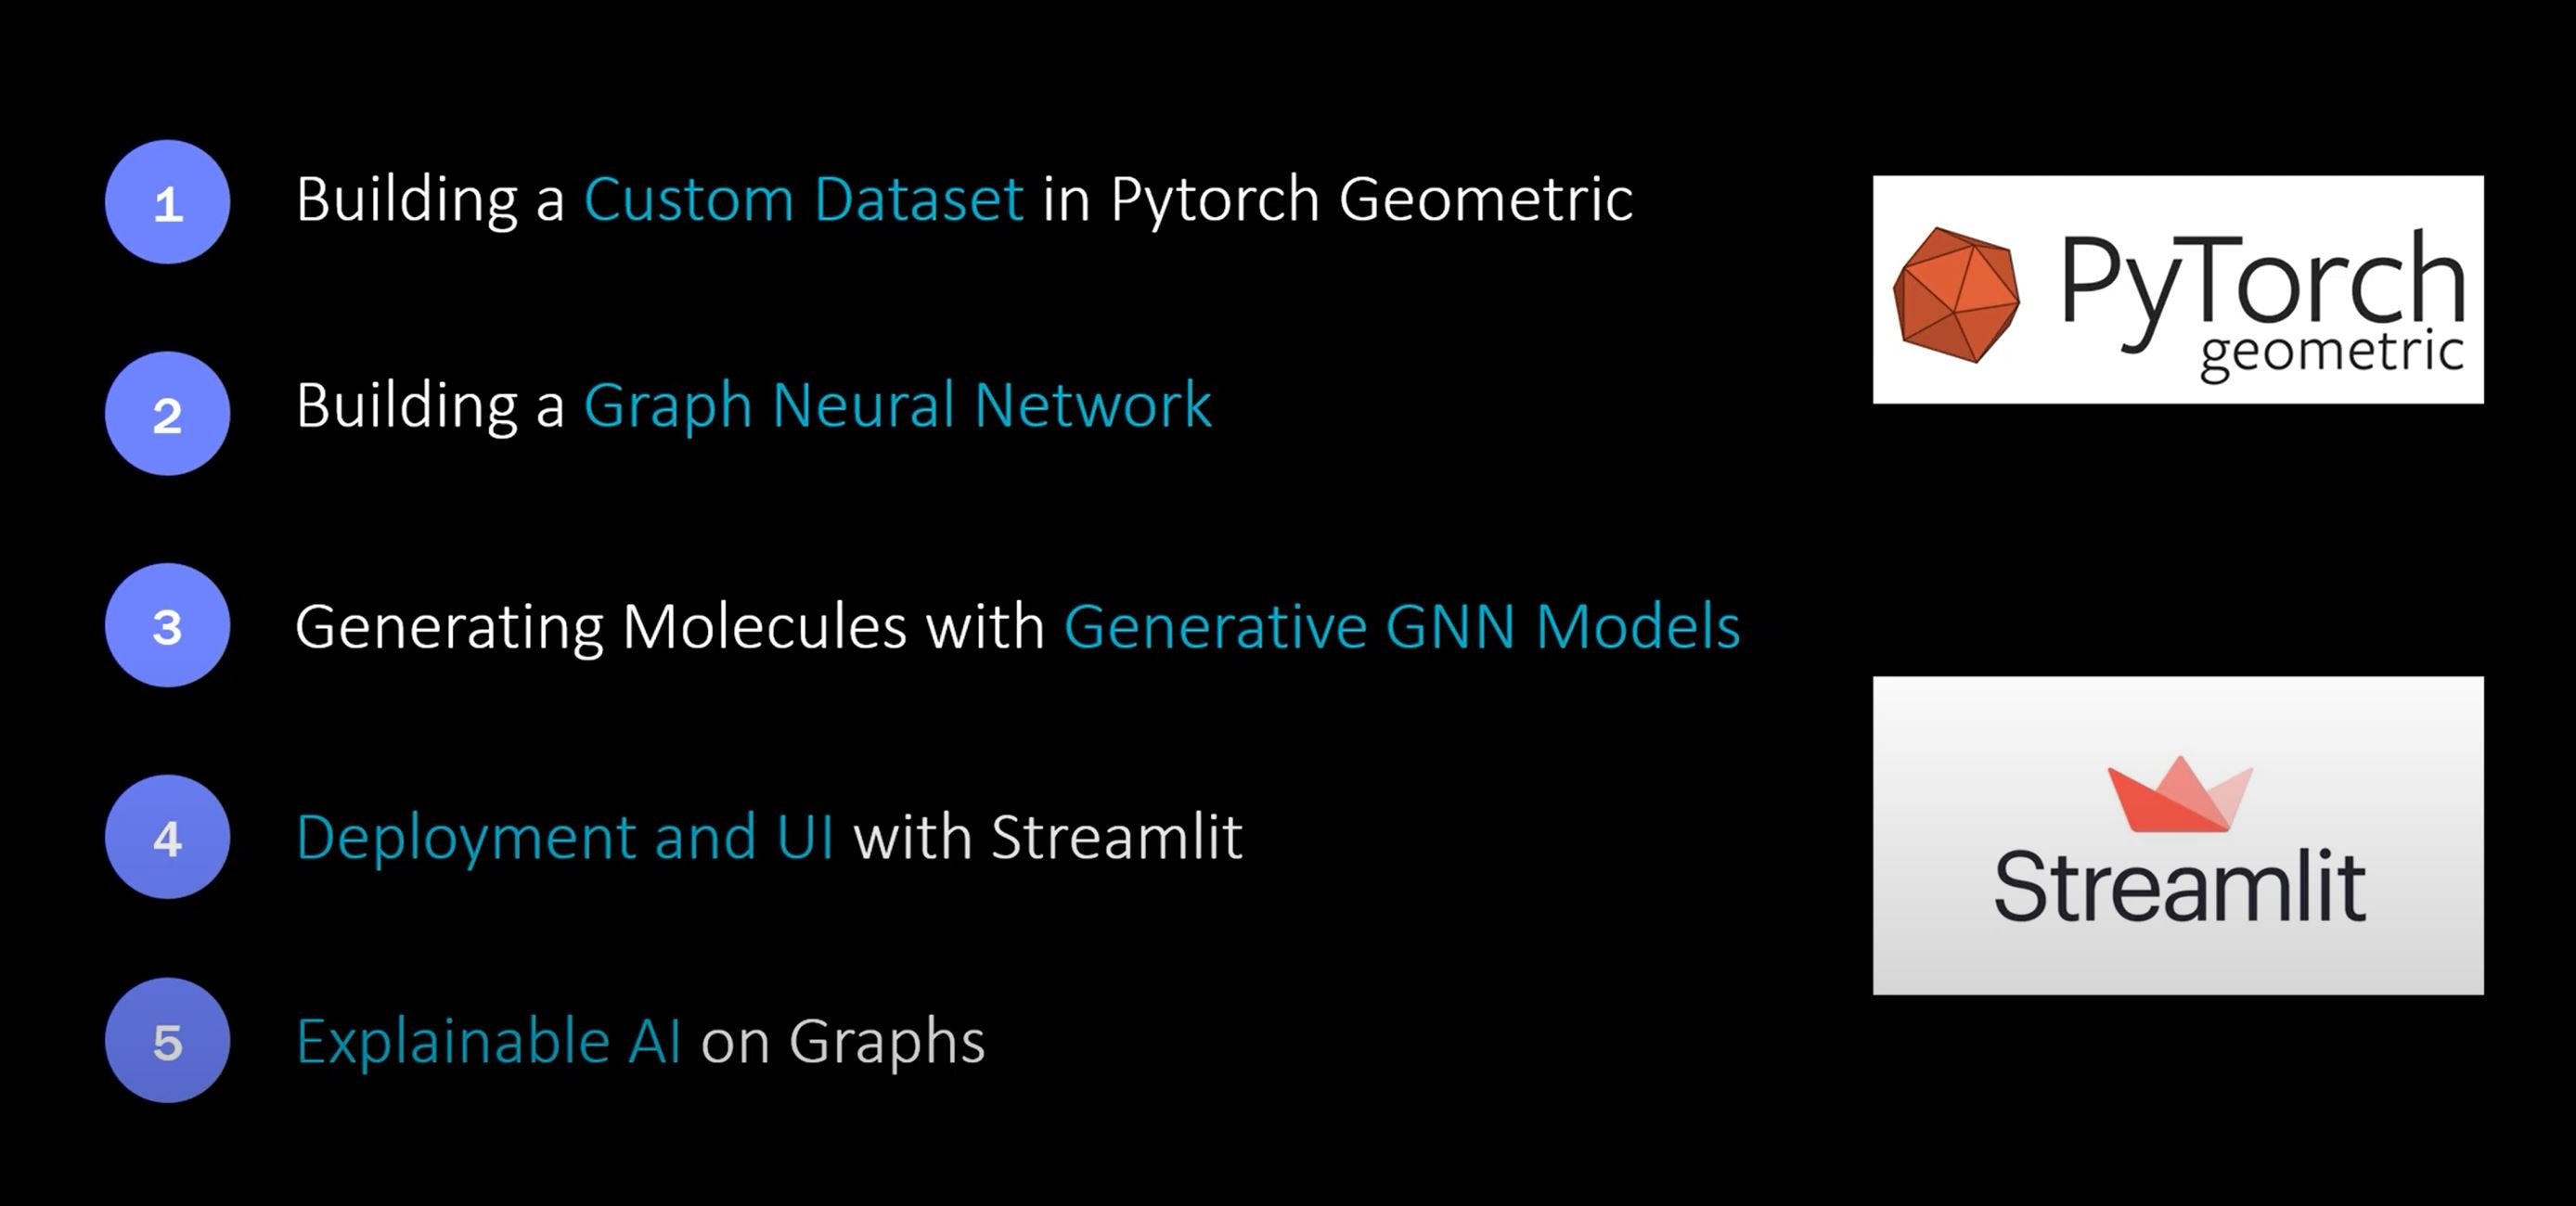 1
Building a Custom Dataset in Pytorch Geometric
PyTorch
geometric
2
Building a Graph Neural Network
3
Generating Molecules with Generative GNN Models
4
Deployment and UI with Streamlit
Streamlit
5
Explainable AI on Graphs